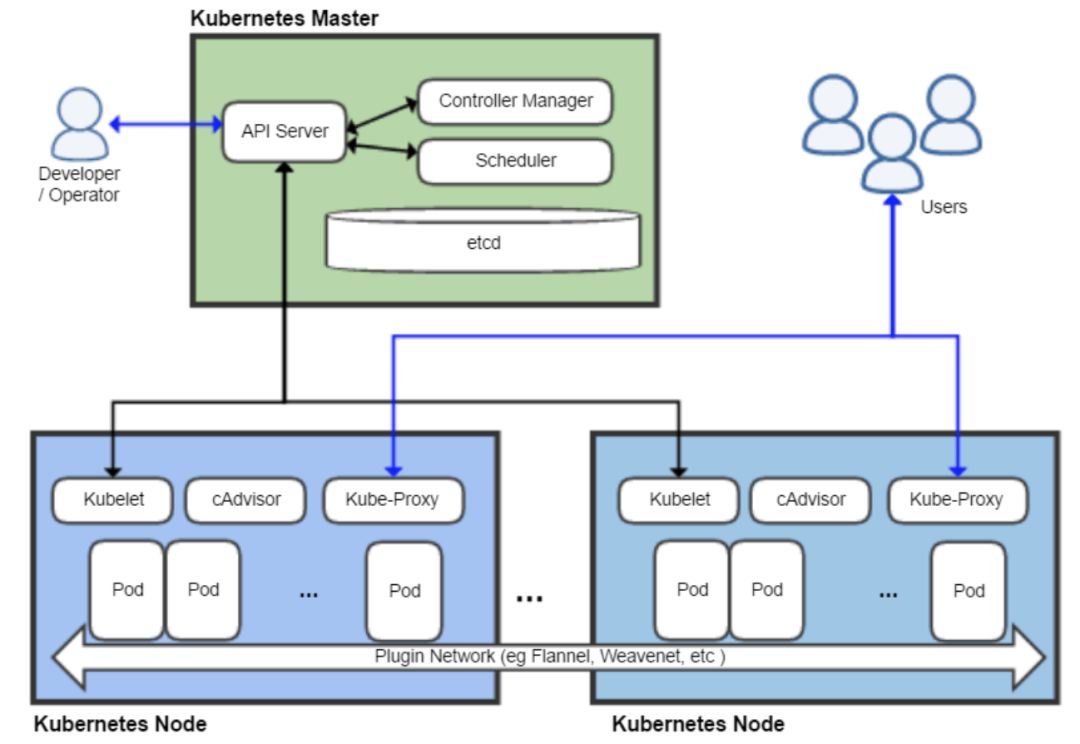 Kubernetes Master
API Server
Controller Manager
Scheduler
etcd
Developer
/ Operator
Users
Kubelet
cAdvisor
Kube-Proxy
Pod
Pod
...
Pod
Kubernetes Node
...
Kubelet
cAdvisor
Kube-Proxy
Pod
Pod
...
Pod
Kubernetes Node
Plugin Network (eg Flannel, Weavenet, etc )